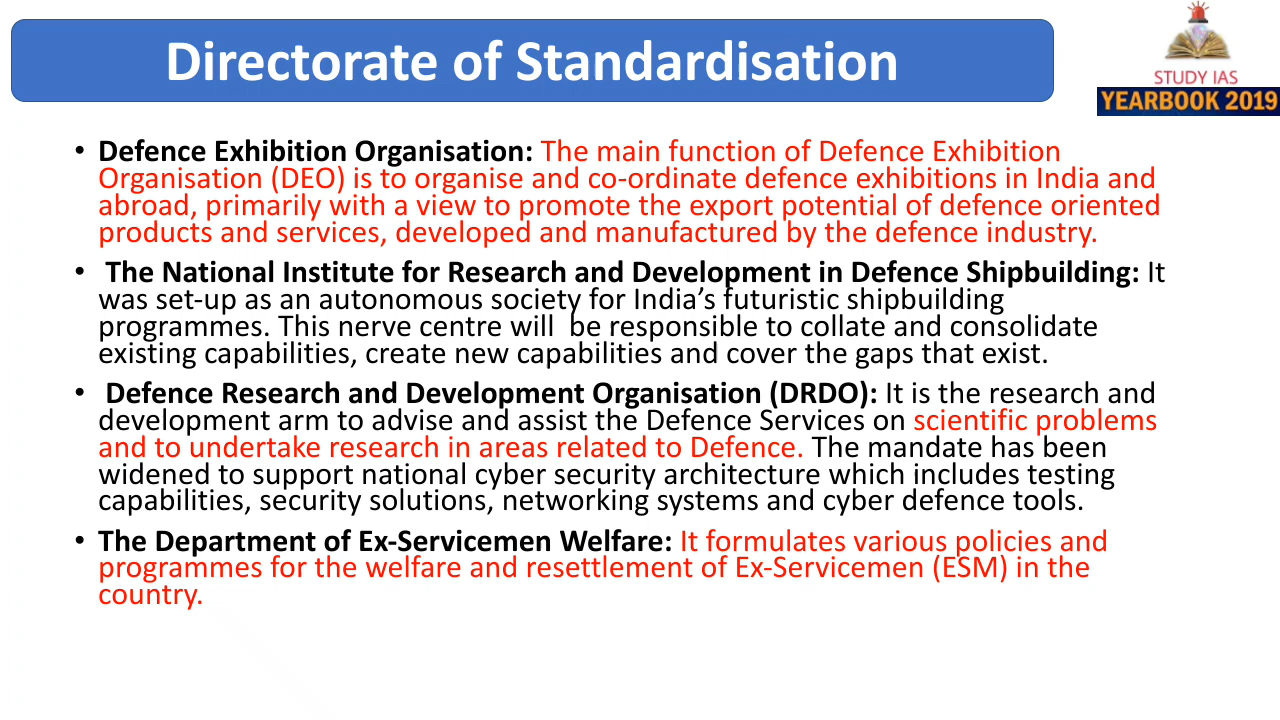 Directorate of Standardisation
STUDY IAS
YEARBOOK 2019
• Defence Exhibition Organisation: The main function of Defence Exhibition
Organisation (DEO) is to organise and co-ordinate defence exhibitions in India and
abroad, primarily with a view to promote the export potential of defence oriented
products and services, developed and manufactured by the defence industry.
• The National Institute for Research and Development in Defence Shipbuilding: It
was set-up as an autonomous society for India’s futuristic shipbuilding
programmes. This nerve centre will  be responsible to collate and consolidate
existing capabilities, create new capabilities and cover the gaps that exist.
• Defence Research and Development Organisation (DRDO): It is the research and
development arm to advise and assist the Defence Services on scientific problems
and to undertake research in areas related to Defence. The mandate has been
widened to support national cyber security architecture which includes testing
capabilities, security solutions, networking systems and cyber defence tools.
• The Department of Ex-Servicemen Welfare: It formulates various policies and
programmes for the welfare and resettlement of Ex-Servicemen (ESM) in the
country.